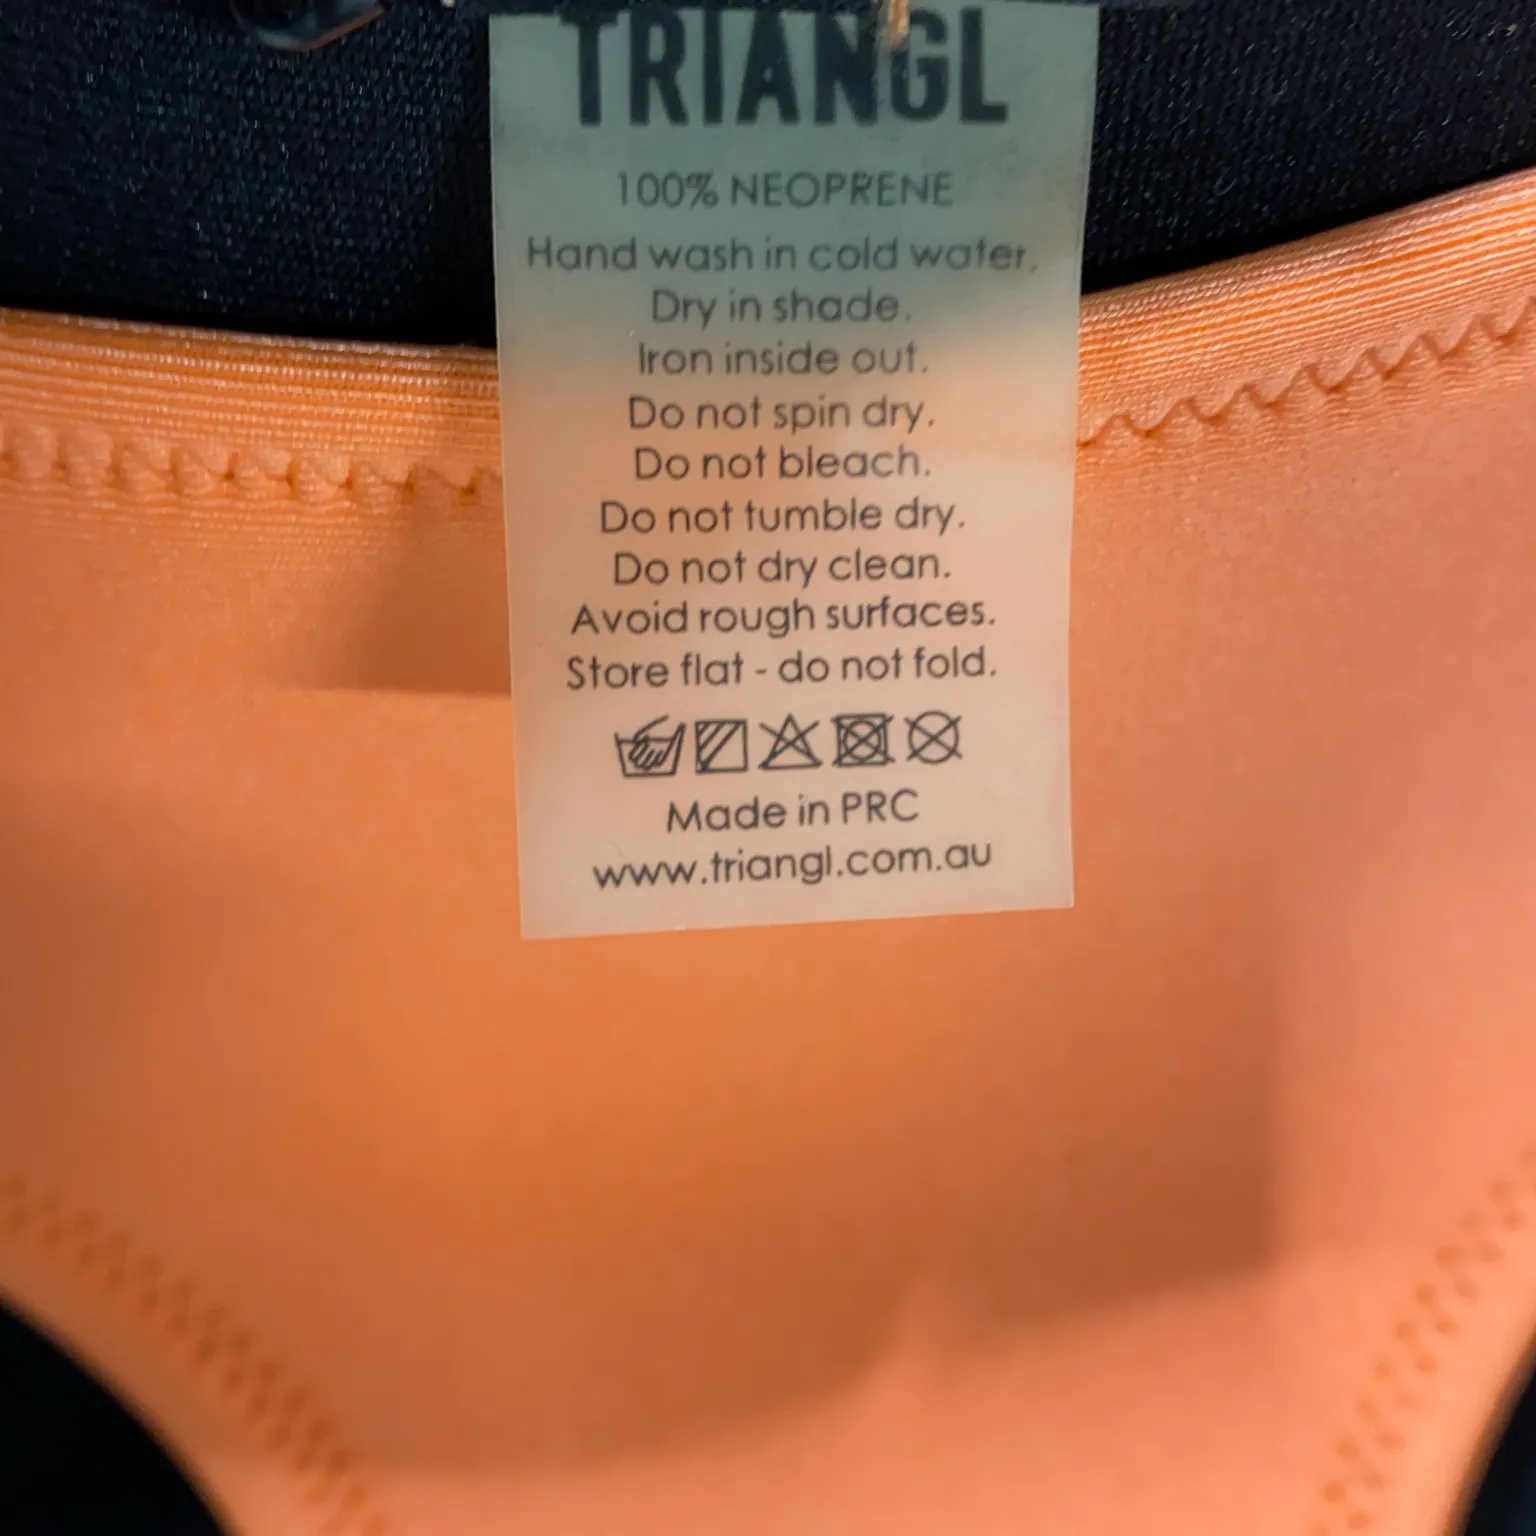 TRIANGL
100% NEOPRENE
Hand wash in cold water.
Dry in shade.
Iron inside out.
Do not spin dry.
Do not bleach.
Do not tumble dry.
Do not dry clean.
Avoid rough surfaces.
Store flat - do not fold.
Made in PRC
www.triangl.com.au